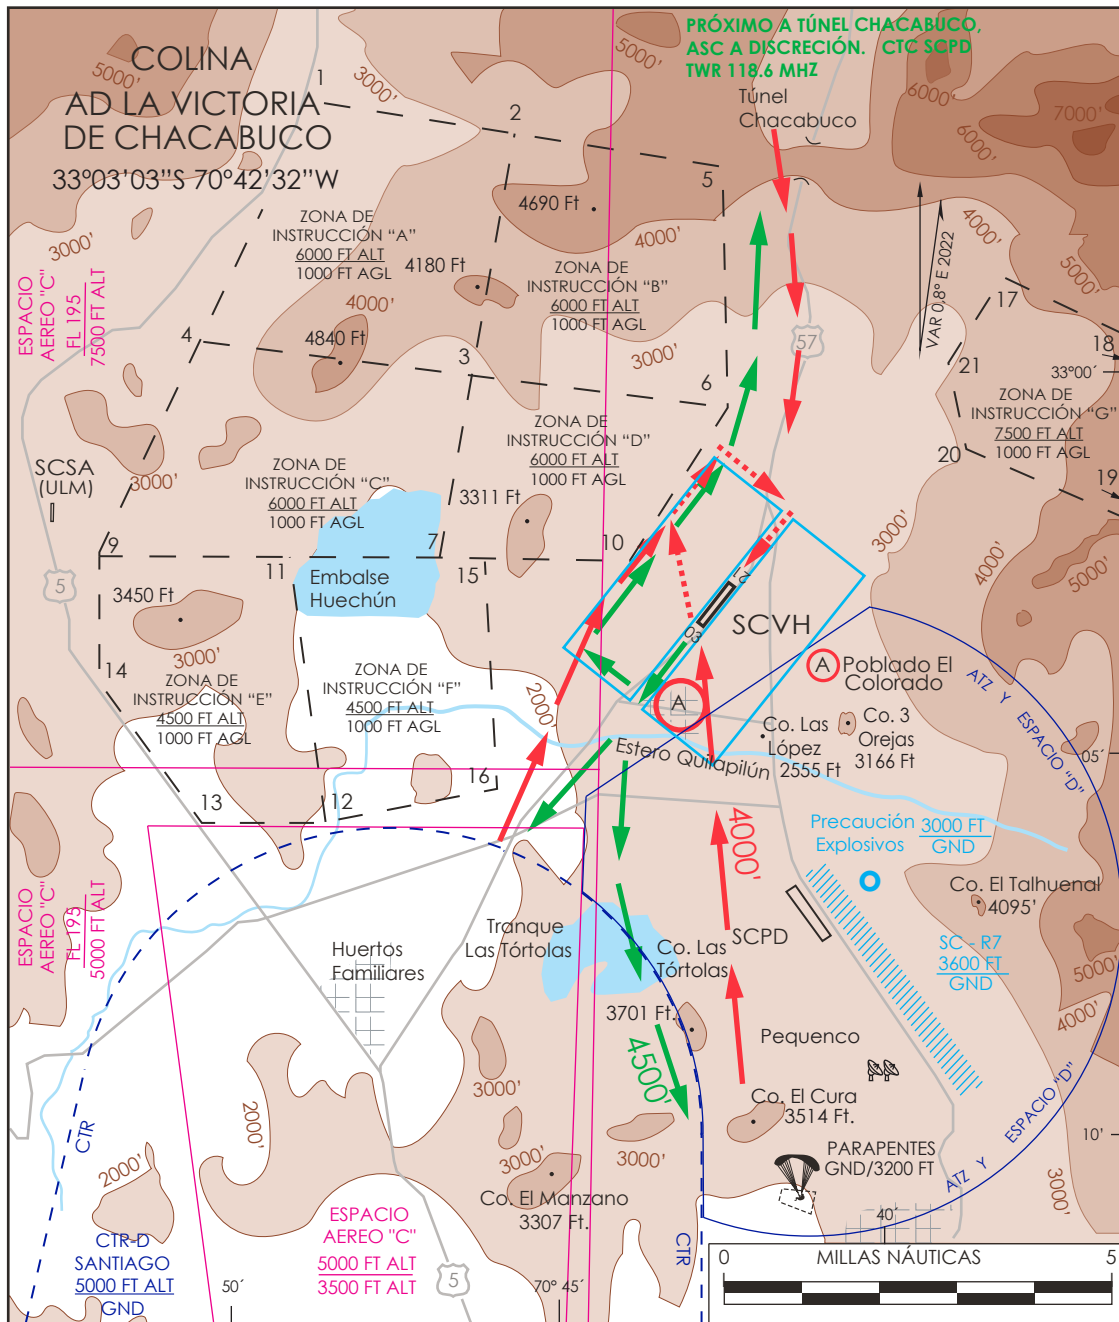 PRÓXIMO A TÚNEL CHACABUCO,
ASC A DISCRECIÓN. CTC SCPD
TWR 118.6 MHZ
COLINA
AD LA VICTORIA
DE CHACABUCO
33°03'03"S 70°42'32"W
5000'
3000'
1
2
5
5000'
6000'
7000'
6000'
Túnel
Chacabuco
3000'
4690 Ft
4000'
4000'
5000'
ZONA DE
INSTRUCCIÓN "A"
6000 FT ALT
1000 FT AGL
4180 Ft
ZONA DE
INSTRUCCIÓN "B"
6000 FT ALT
1000 FT AGL
ESPACIO
AEREO "C"
FL 195
7500 FT ALT
4000'
4840 Ft
4
3
6
3000'
57
VAR 0.8° E 2022
17
18
33°00´
21
ZONA DE
INSTRUCCIÓN "G"
7500 FT ALT
1000 FT AGL
20
19
ZONA DE
INSTRUCCIÓN "D"
6000 FT ALT
1000 FT AGL
SCSA
(ULM)
3000'
ZONA DE
INSTRUCCIÓN "C"
6000 FT ALT
1000 FT AGL
3311 Ft
3000'
4000'
5000'
9
11
7
15
10
5
3450 Ft
Embalse
Huechún
21
03
SCVH
3000'
14
ZONA DE
INSTRUCCIÓN "E"
4500 FT ALT
1000 FT AGL
ZONA DE
INSTRUCCIÓN "F"
4500 FT ALT
1000 FT AGL
2000'
A
A
Poblado El
Colorado
ATZ Y ESPACIO "D"
Co. Las
López
2555 Ft
Co. 3
Orejas
3166 Ft
Estero Quilapilún
05´
16
13
12
4000'
Precaución
Explosivos
3000 FT
GND
ESPACIO
AEREO "C"
FL 195
5000 FT ALT
Co. El Talhuenal
4095'
Tranque
Las Tórtolas
Huertos
Familiares
SCPD
Co. Las
Tórtolas
3701 Ft.
SC - R7
3600 FT
GND
5000'
4000'
4500'
Pequenco
3000'
2000'
CTR
Co. El Cura
3514 Ft.
ATZ Y ESPACIO "D"
10´
2000'
3000'
3000'
PARAPENTES
GND/3200 FT
3000'
Co. El Manzano
3307 Ft.
40´
CTR-D
SANTIAGO
5000 FT ALT
GND
ESPACIO
AEREO "C"
5000 FT ALT
3500 FT ALT
CTR
5
50´
70° 45´
0
MILLAS NÁUTICAS
5